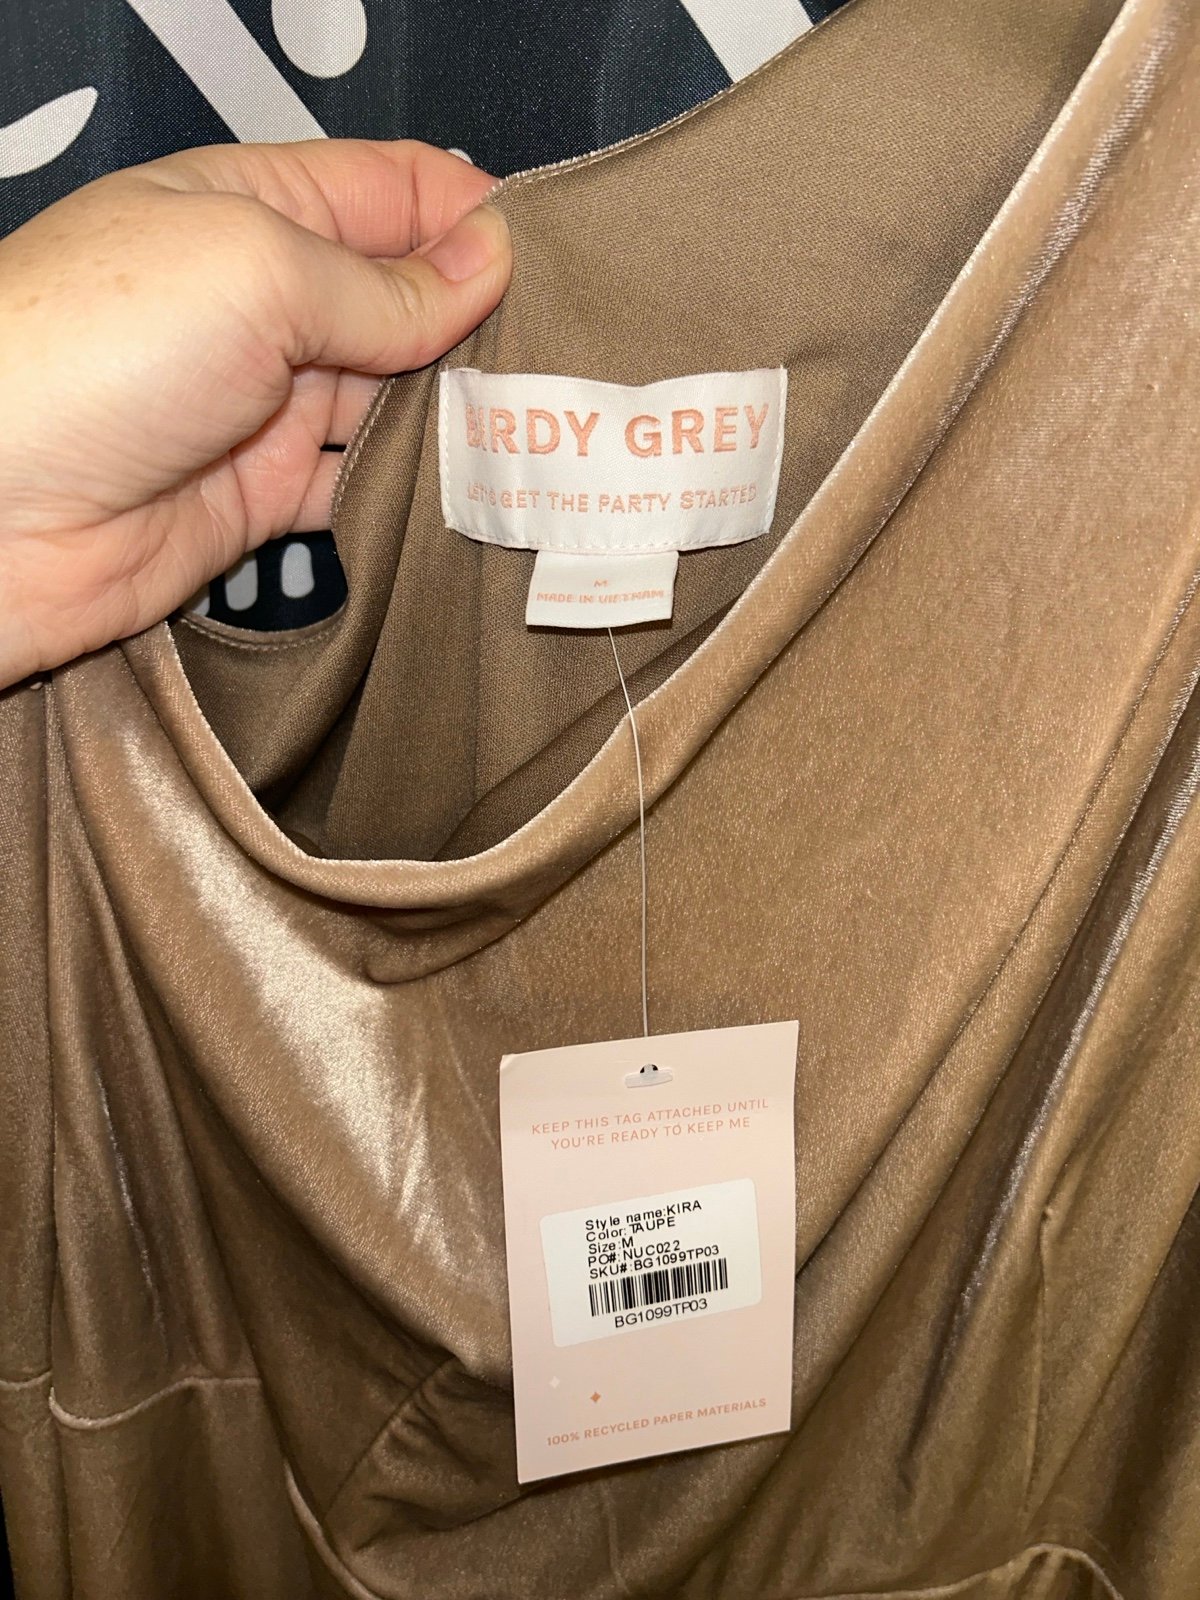 BIRDY GREY
LET'S GET THE PARTY STARTED
M
MADE IN VIETNAM
KEEP THIS TAG ATTACHED UNTIL
YOU'RE READY TO KEEP ME
Style name:KIRA
Color:TAUPE
Size:M
PO#:NUC022
SKU#:BG1099TP03
BG1099TP03
100% RECYCLED PAPER MATERIALS